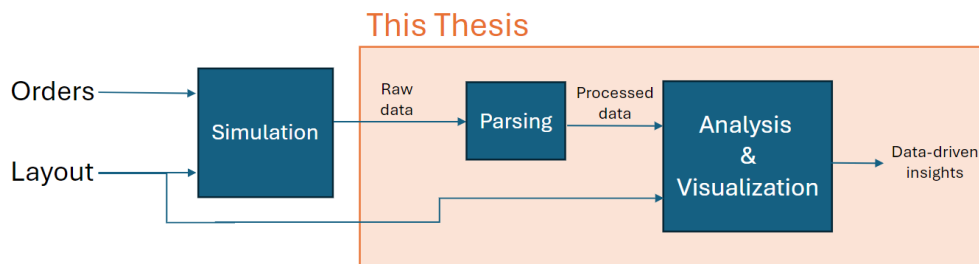 This Thesis
Orders
Layout
Simulation
Raw
data
Parsing
Processed
data
Analysis
&
Visualization
Data-driven
insights